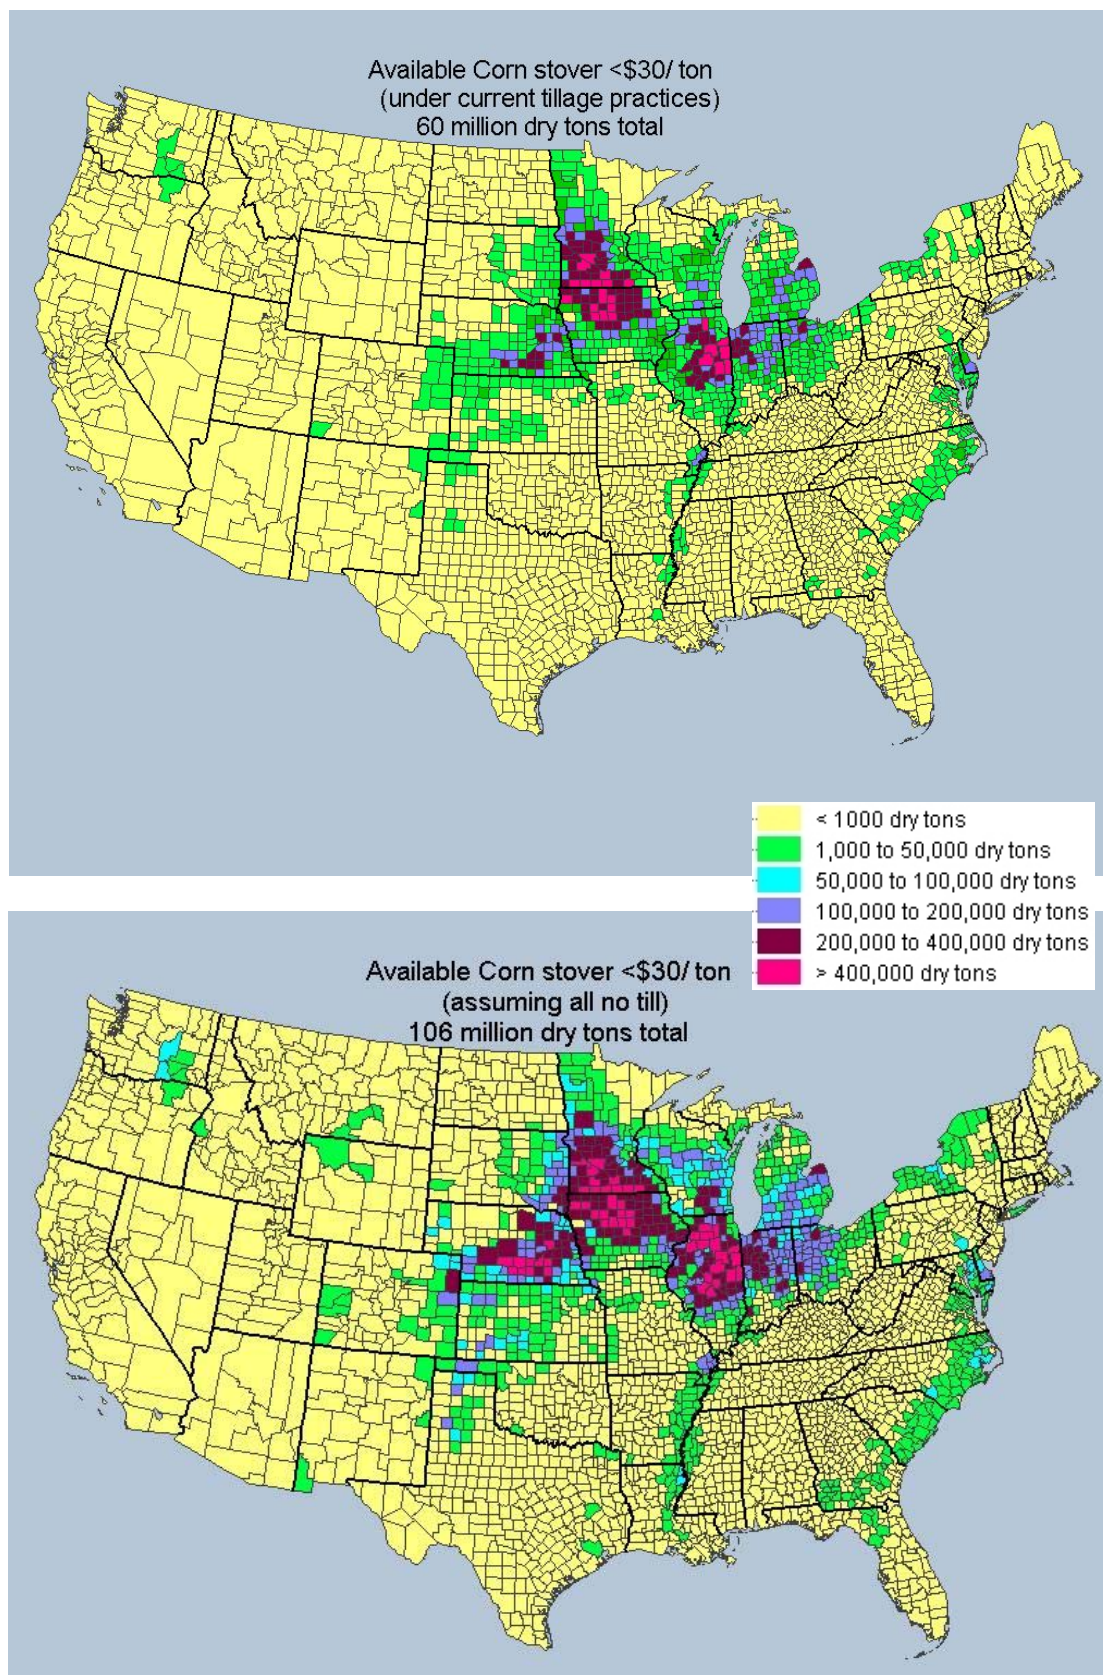 Available Corn stover <$30/ ton
(under current tillage practices)
60 million dry tons total
< 1000 dry tons
1,000 to 50,000 dry tons
50,000 to 100,000 dry tons
100,000 to 200,000 dry tons
200,000 to 400,000 dry tons
> 400,000 dry tons
Available Corn stover <$30/ ton
(assuming all no till)
106 million dry tons total